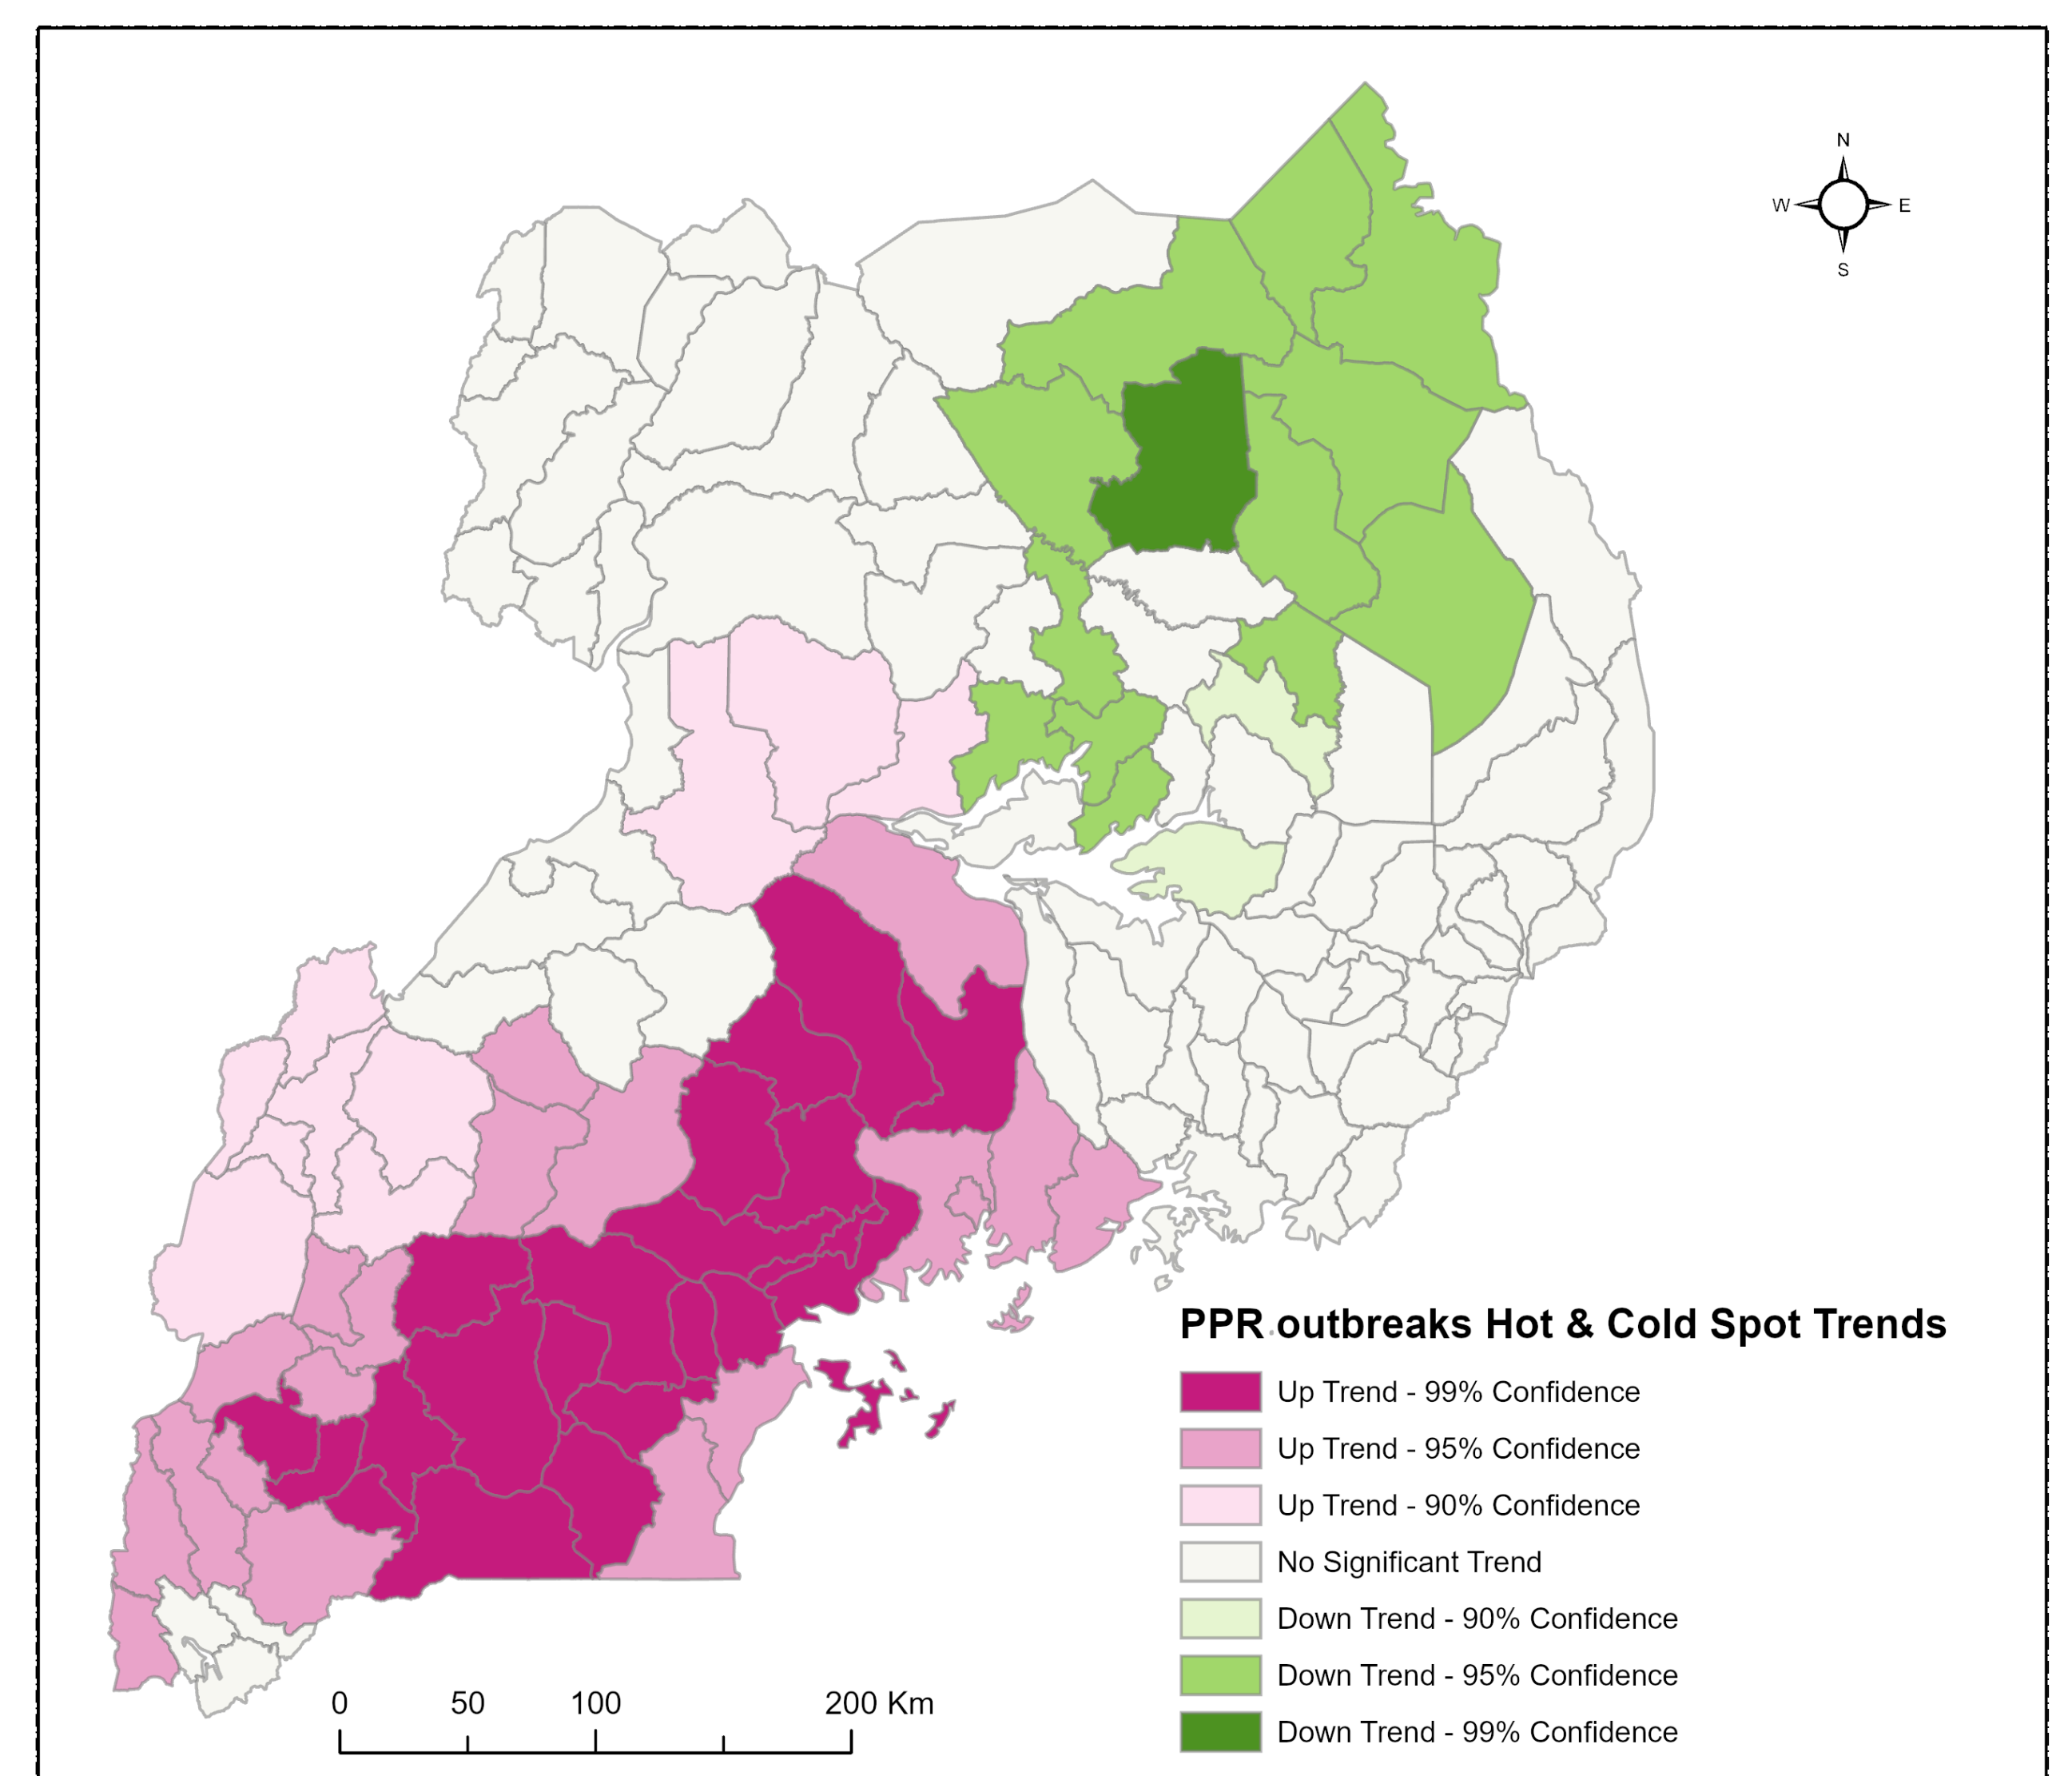 N
W E
S
PPR outbreaks Hot & Cold Spot Trends
Up Trend - 99% Confidence
Up Trend - 95% Confidence
Up Trend - 90% Confidence
No Significant Trend
Down Trend - 90% Confidence
Down Trend - 95% Confidence
Down Trend - 99% Confidence
0 50 100 200 Km